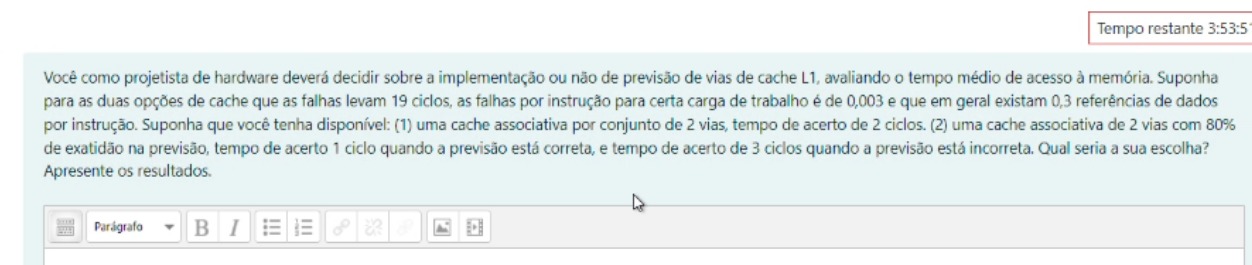 Tempo restante 3:53:51
Você como projetista de hardware deverá decidir sobre a implementação ou não de previsão de vias de cache L1, avaliando o tempo médio de acesso à memória. Suponha
para as duas opções de cache que as falhas levam 19 ciclos, as falhas por instrução para certa carga de trabalho é de 0,003 e que em geral existam 0,3 referências de dados
por instrução. Suponha que você tenha disponível: (1) uma cache associativa por conjunto de 2 vias, tempo de acerto de 2 ciclos. (2) uma cache associativa de 2 vias com 80%
de exatidão na previsão, tempo de acerto 1 ciclo quando a previsão está correta, e tempo de acerto de 3 ciclos quando a previsão está incorreta. Qual seria a sua escolha?
Apresente os resultados.
Parágrafo B I